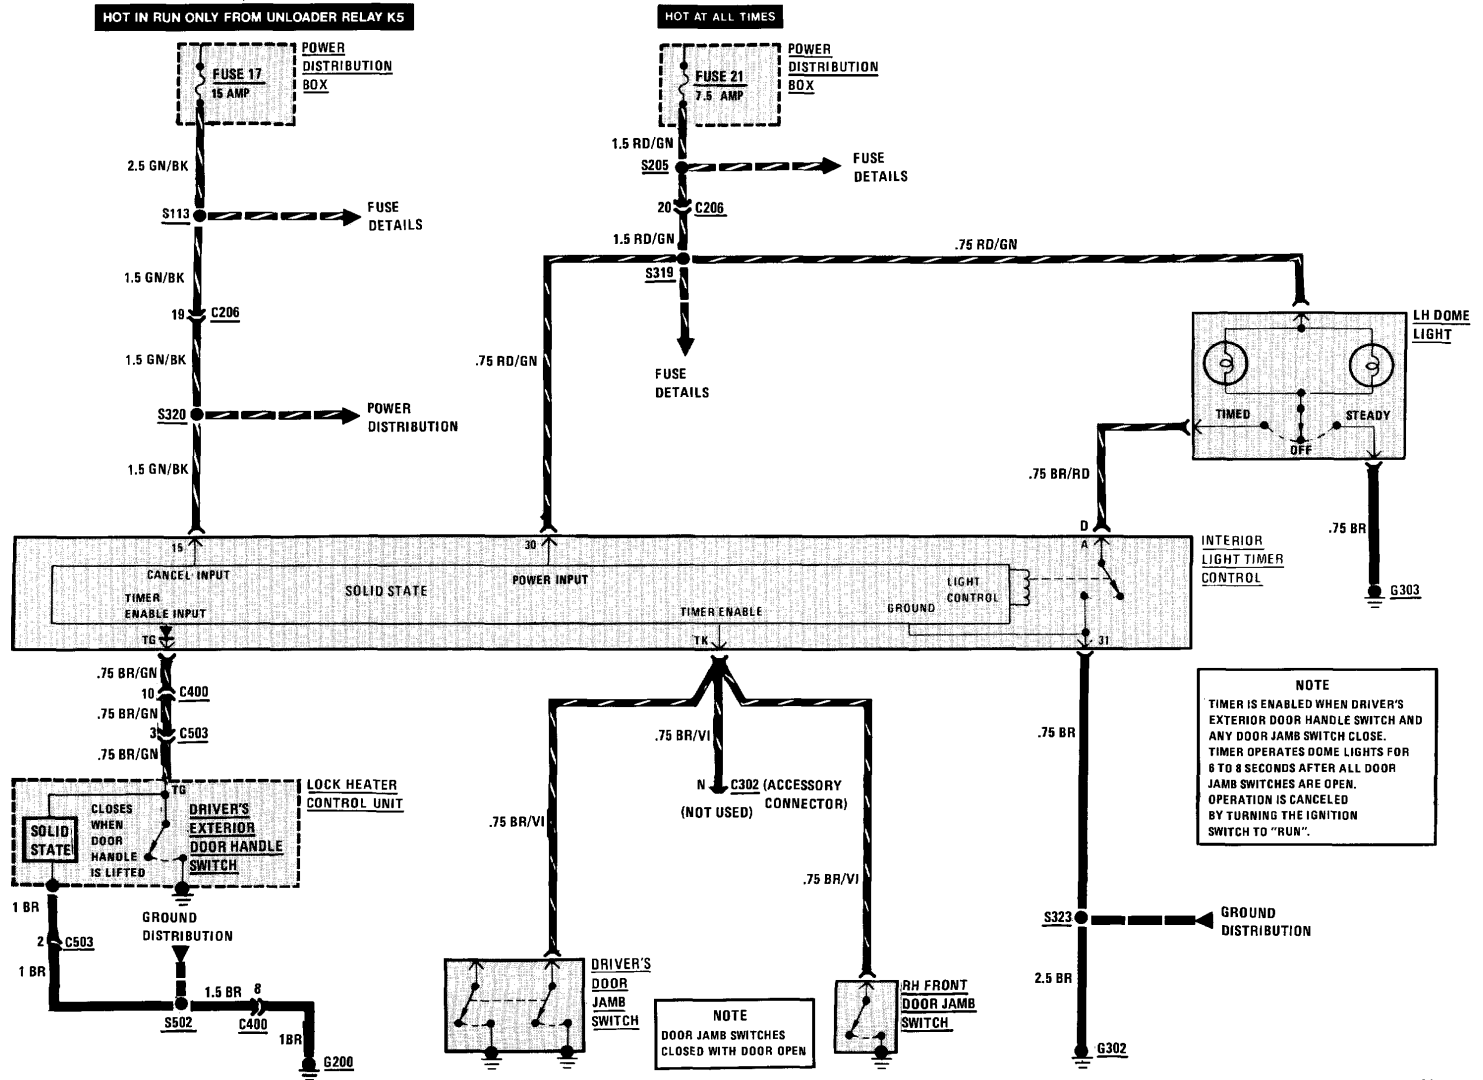 HOT IN RUN ONLY FROM UNLOADER RELAY K5
HOT AT ALL TIMES
FUSE 17
15 AMP
POWER
DISTRIBUTION
BOX
FUSE 21
7.5 AMP
POWER
DISTRIBUTION
BOX
2.5 GN/BK
S113
FUSE
DETAILS
1.5 GN/BK
19
C206
1.5 GN/BK
S320
POWER
DISTRIBUTION
1.5 GN/BK
1.5 RD/GN
S205
FUSE
DETAILS
20
C206
1.5 RD/GN
S319
.75 RD/GN
.75 RD/GN
FUSE
DETAILS
LH DOME
LIGHT
TIMED
STEADY
OFF
.75 BR/RD
D
.75 BR
G303
15
CANCEL INPUT
TIMER
ENABLE INPUT
TG
SOLID STATE
30
POWER INPUT
TIMER ENABLE
TK
GROUND
LIGHT
CONTROL
A
31
INTERIOR
LIGHT TIMER
CONTROL
.75 BR/GN
10
C400
.75 BR/GN
3
C503
.75 BR/GN
TG
LOCK HEATER
CONTROL UNIT
SOLID
STATE
CLOSES
WHEN
DOOR
HANDLE
IS LIFTED
DRIVER'S
EXTERIOR
DOOR HANDLE
SWITCH
1 BR
2
C503
1 BR
GROUND
DISTRIBUTION
S502
1.5 BR
8
C400
1BR
G200
.75 BR/VI
N
C302 (ACCESSORY
CONNECTOR)
(NOT USED)
.75 BR/VI
.75 BR/VI
DRIVER'S
DOOR
JAMB
SWITCH
NOTE
DOOR JAMB SWITCHES
CLOSED WITH DOOR OPEN
RH FRONT
DOOR JAMB
SWITCH
.75 BR
S323
GROUND
DISTRIBUTION
2.5 BR
G302
NOTE
TIMER IS ENABLED WHEN DRIVER'S
EXTERIOR DOOR HANDLE SWITCH AND
ANY DOOR JAMB SWITCH CLOSE.
TIMER OPERATES DOME LIGHTS FOR
6 TO 8 SECONDS AFTER ALL DOOR
JAMB SWITCHES ARE OPEN.
OPERATION IS CANCELED
BY TURNING THE IGNITION
SWITCH TO "RUN".